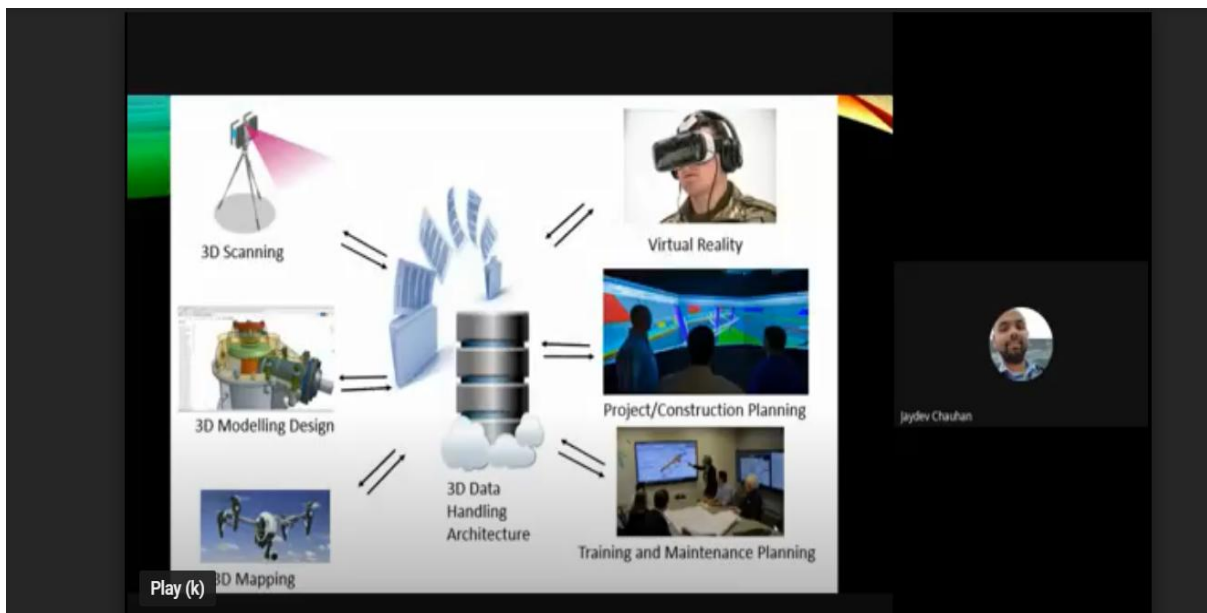 3D Scanning
Virtual Reality
3D Modelling Design
Project/Construction Planning
3D Data
Handling
Architecture
Training and Maintenance Planning
3D Mapping
Play (k)
Jaydev Chauhan